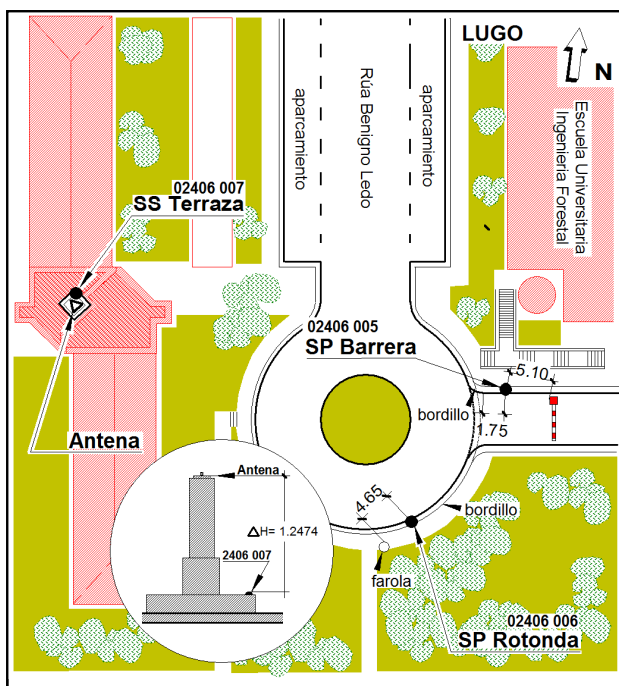 LUGO
N
Rúa Benigno Ledo
aparcamiento
aparcamiento
Escuela Universitaria
Ingeniería Forestal
02406 007
SS Terraza
02406 005
SP Barrera
5.10
bordillo
1.75
Antena
4.65
bordillo
Antena
△H= 1.2474
2406 007
farola
02406 006
SP Rotonda